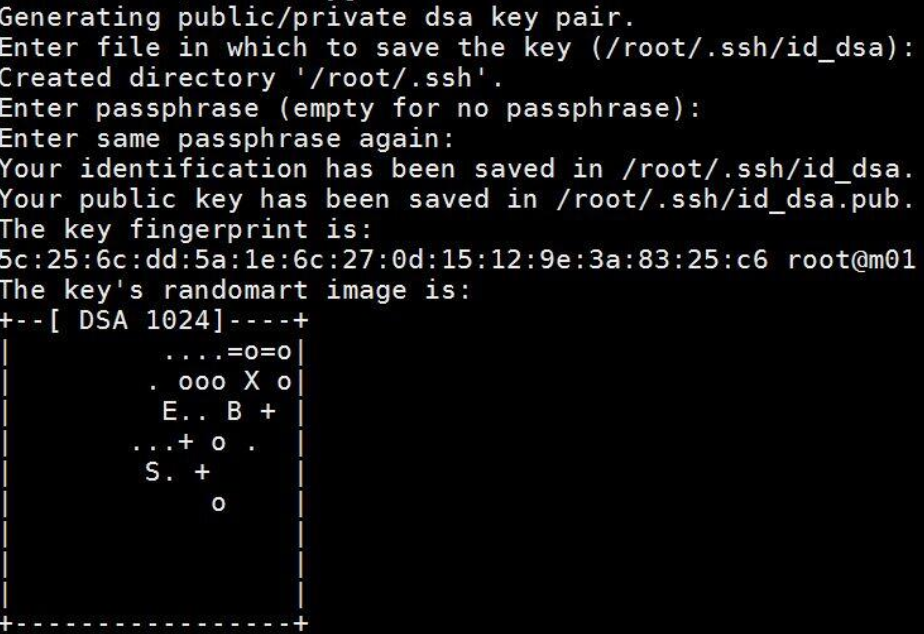 Generating public/private dsa key pair.
Enter file in which to save the key (/root/.ssh/id_dsa):
Created directory '/root/.ssh'.
Enter passphrase (empty for no passphrase):
Enter same passphrase again:
Your identification has been saved in /root/.ssh/id_dsa.
Your public key has been saved in /root/.ssh/id_dsa.pub.
The key fingerprint is:
5c:25:6c:dd:5a:1e:6c:27:0d:15:12:9e:3a:83:25:c6 root@m01
The key's randomart image is:
+--[ DSA 1024]----+
|         ....=o=o|
|        . ooo X o|
|         E.. B + |
|       ...+ o .  |
|        S. +     |
|            o    |
|                 |
|                 |
|                 |
+-----------------+